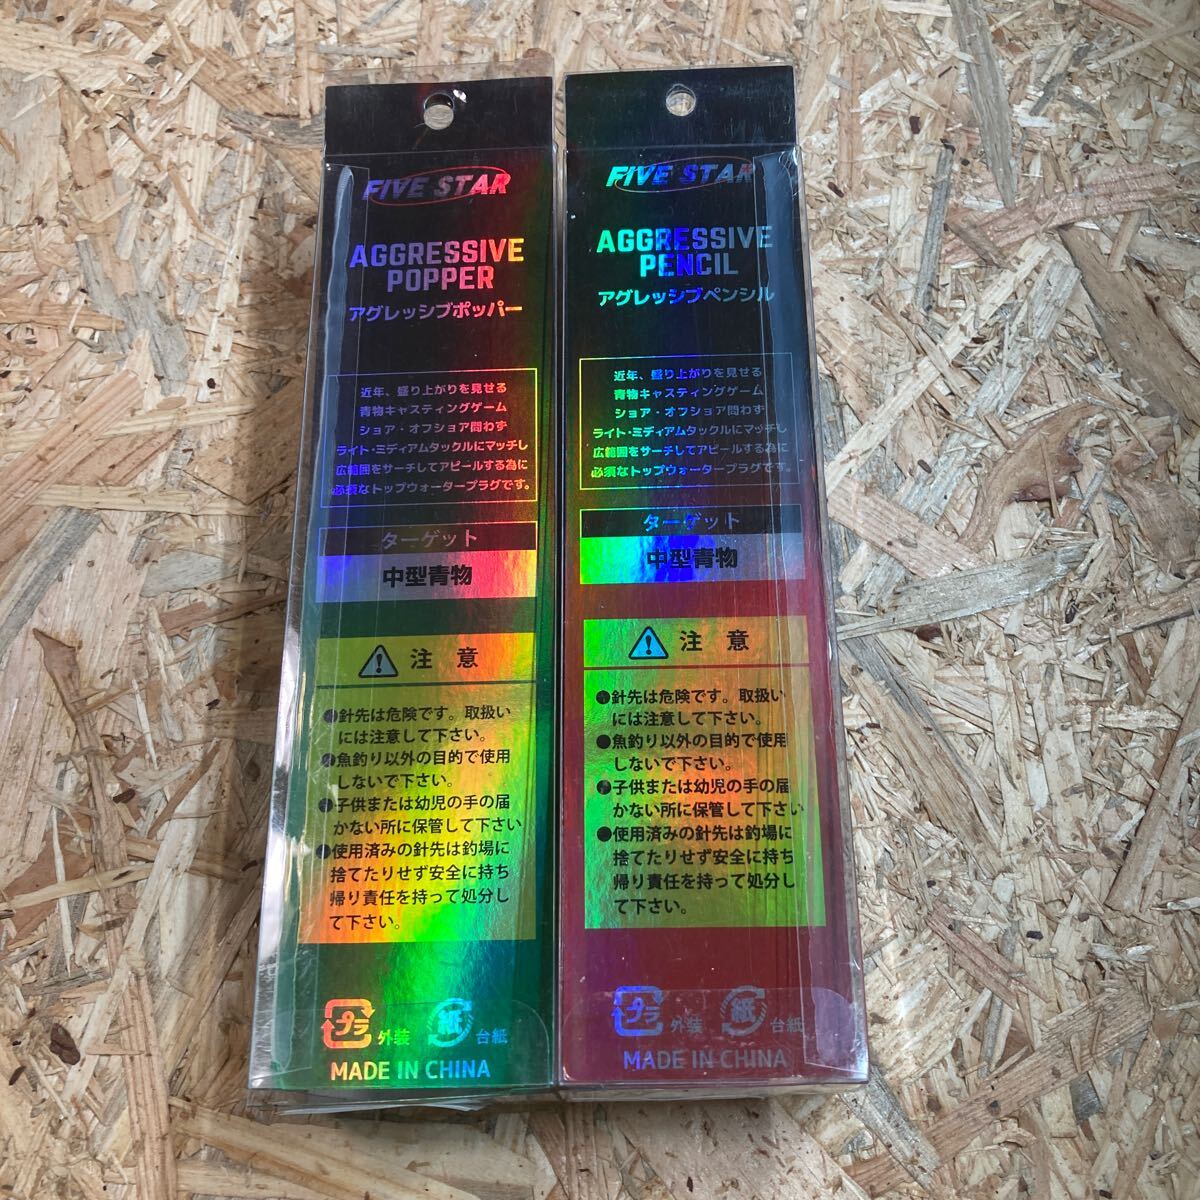 FIVE STAR
AGGRESSIVE
POPPER
アグレッシブポッパー
近年、盛り上がりを見せる
青物キャスティングゲーム
ショア・オフショア問わず
ライト・ミディアムタックルにマッチし
広範囲をサーチしてアピールする為に
必須なトップウォータープラグです。
ターゲット
中型青物
注 意
●針先は危険です。取扱い
には注意して下さい。
●魚釣り以外の目的で使用
しないで下さい。
●子供または幼児の手の届
かない所に保管して下さい
●使用済みの針先は釣場に
捨てたりせず安全に持ち
帰り責任を持って処分し
て下さい。
プラ 外装 紙 台紙
MADE IN CHINA
FIVE STAR
AGGRESSIVE
PENCIL
アグレッシブペンシル
近年、盛り上がりを見せる
青物キャスティングゲーム
ショア・オフショア問わず
ライト・ミディアムタックルにマッチし
広範囲をサーチしてアピールする為に
必須なトップウォータープラグです。
ターゲット
中型青物
注 意
●針先は危険です。取扱い
には注意して下さい。
●魚釣り以外の目的で使用
しないで下さい。
●子供または幼児の手の届
かない所に保管して下さい
●使用済みの針先は釣場に
捨てたりせず安全に持ち
帰り責任を持って処分し
て下さい。
プラ 外装 紙 台紙
MADE IN CHINA